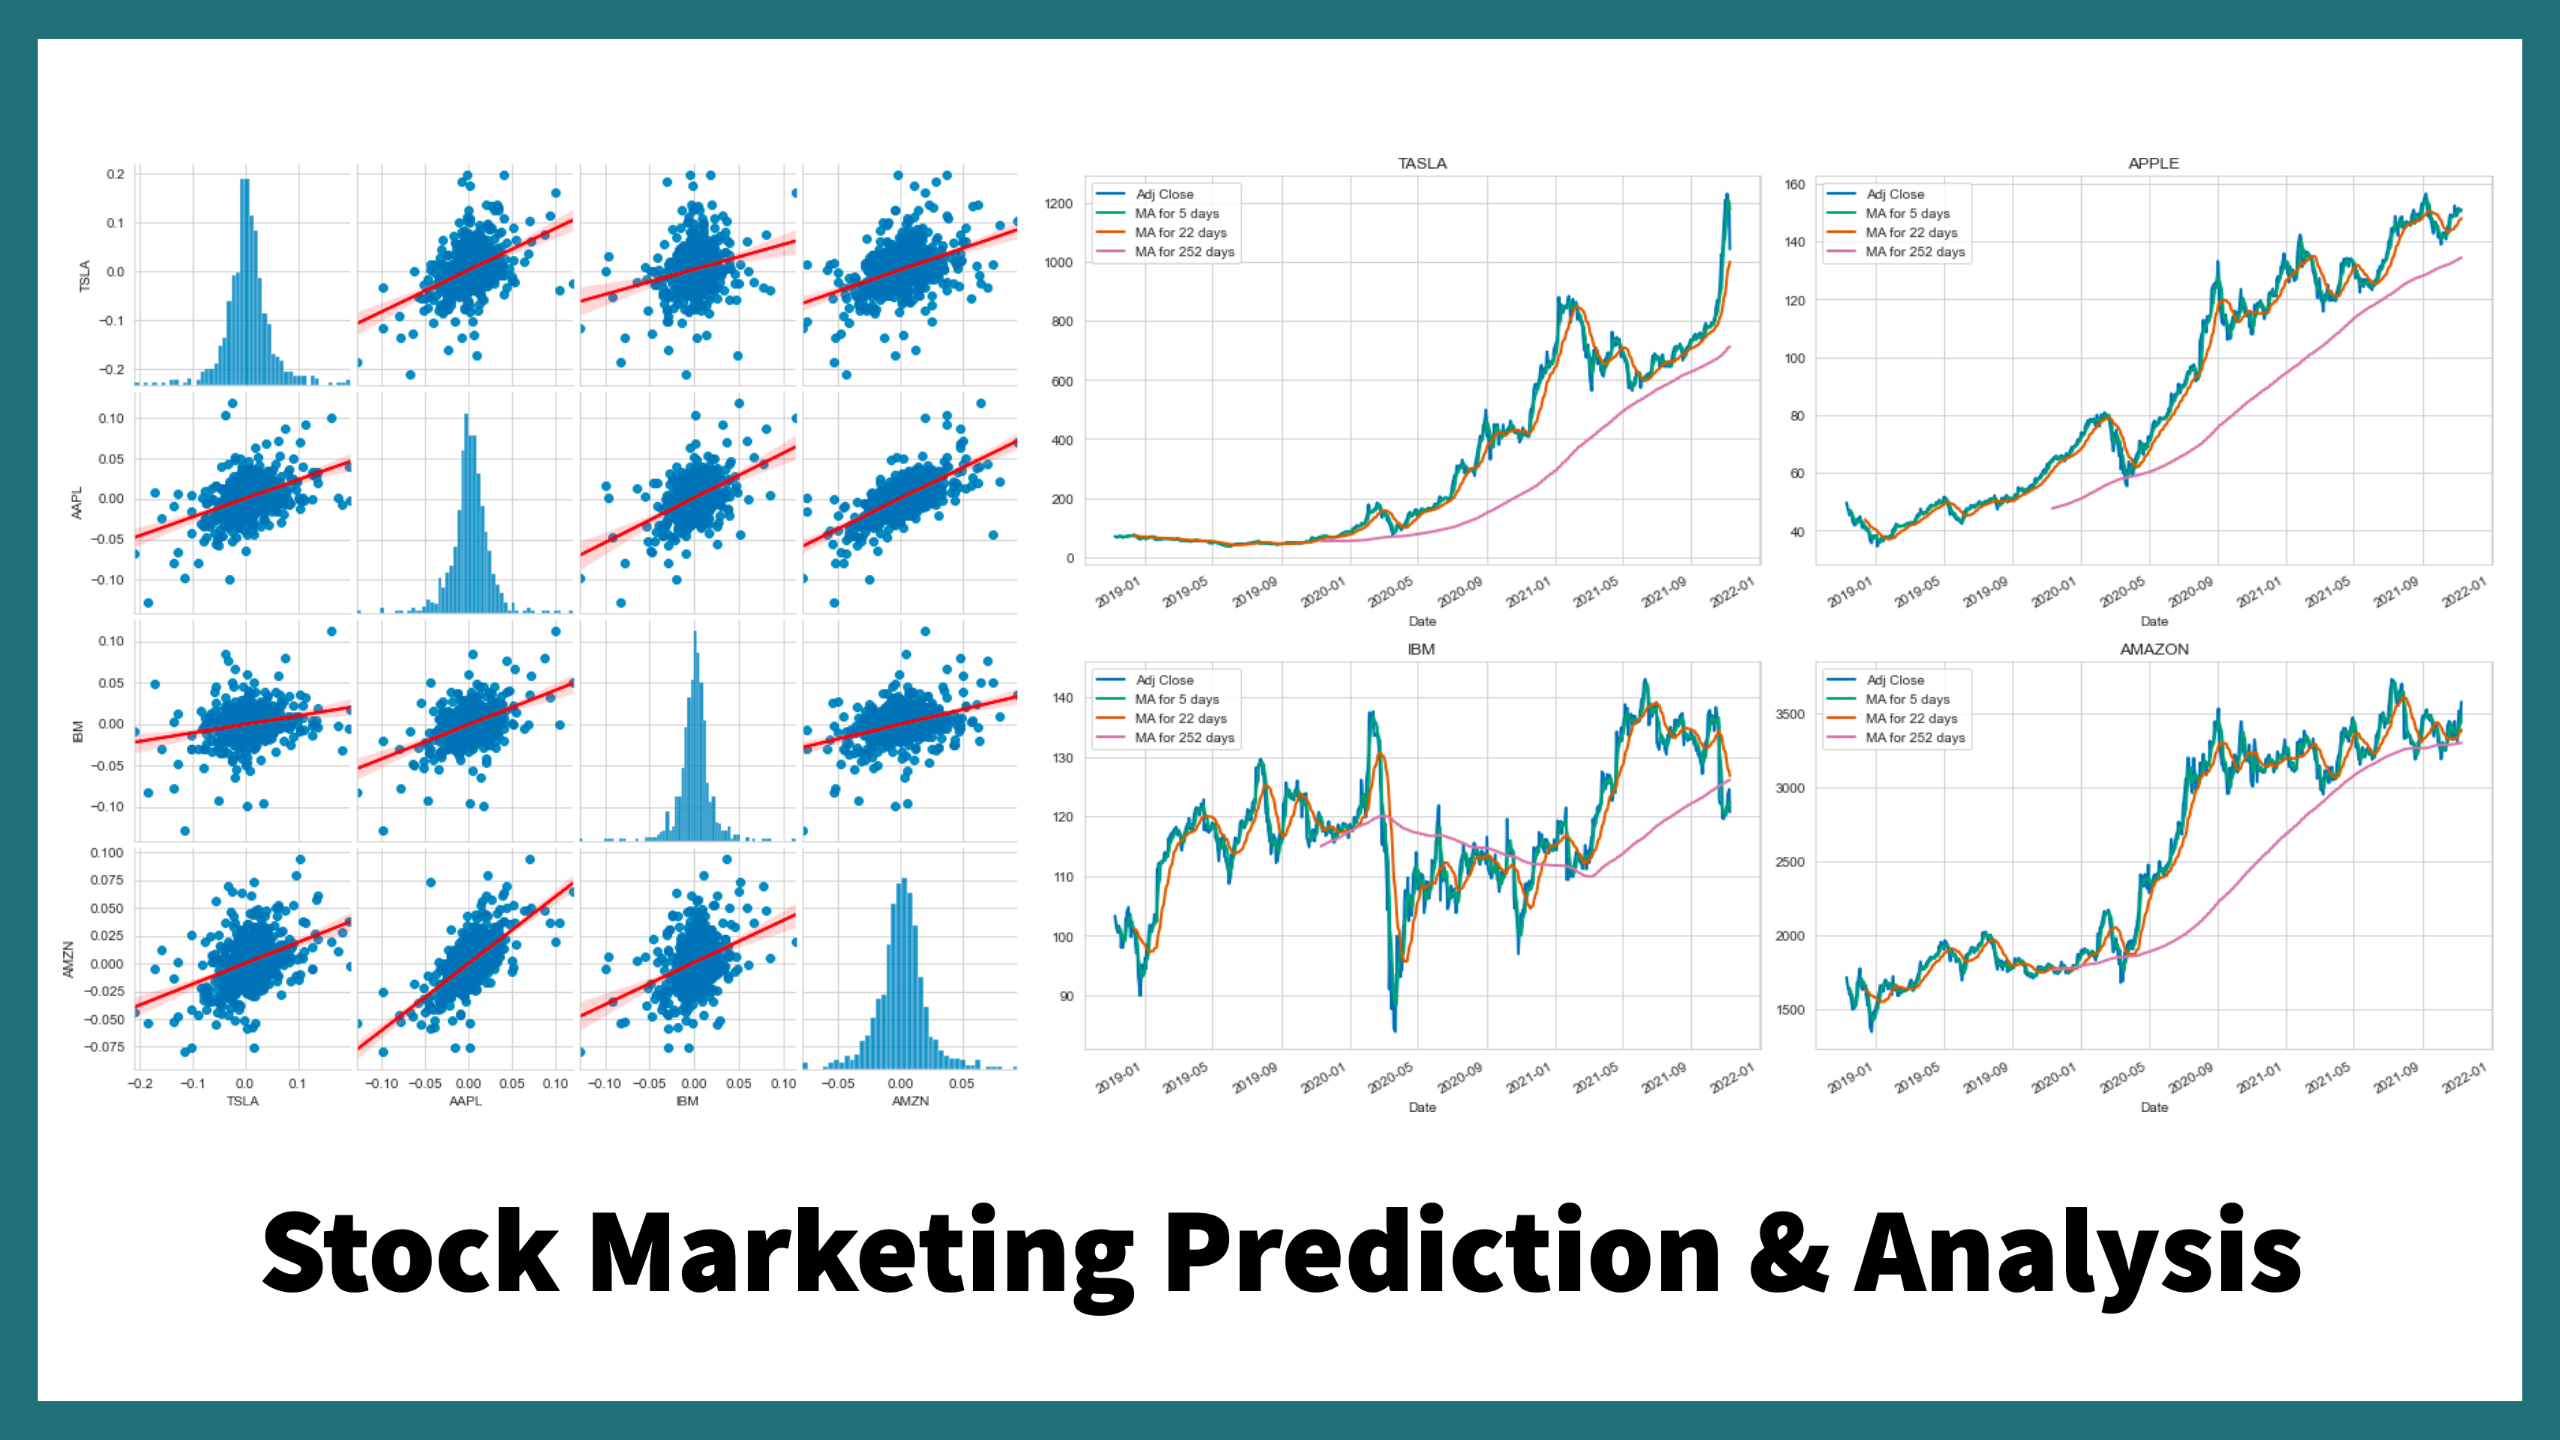 TSLA
0.2
0.1
0.0
−0.1
−0.2
AAPL
0.10
0.05
0.00
−0.05
−0.10
IBM
0.10
0.05
0.00
−0.05
−0.10
AMZN
0.100
0.075
0.050
0.025
0.000
−0.025
−0.050
−0.075
−0.2 −0.1 0.0 0.1
TSLA
−0.10 −0.05 0.00 0.05 0.10
AAPL
−0.10 −0.05 0.00 0.05 0.10
IBM
−0.05 0.00 0.05
AMZN
TASLA
Adj Close
MA for 5 days
MA for 22 days
MA for 252 days
1200
1000
800
600
400
200
0
2019-01 2019-05 2019-09 2020-01 2020-05 2020-09 2021-01 2021-05 2021-09 2022-01
Date
APPLE
Adj Close
MA for 5 days
MA for 22 days
MA for 252 days
160
140
120
100
80
60
40
2019-01 2019-05 2019-09 2020-01 2020-05 2020-09 2021-01 2021-05 2021-09 2022-01
Date
IBM
Adj Close
MA for 5 days
MA for 22 days
MA for 252 days
140
130
120
110
100
90
2019-01 2019-05 2019-09 2020-01 2020-05 2020-09 2021-01 2021-05 2021-09 2022-01
Date
AMAZON
Adj Close
MA for 5 days
MA for 22 days
MA for 252 days
3500
3000
2500
2000
1500
2019-01 2019-05 2019-09 2020-01 2020-05 2020-09 2021-01 2021-05 2021-09 2022-01
Date
Stock Marketing Prediction & Analysis